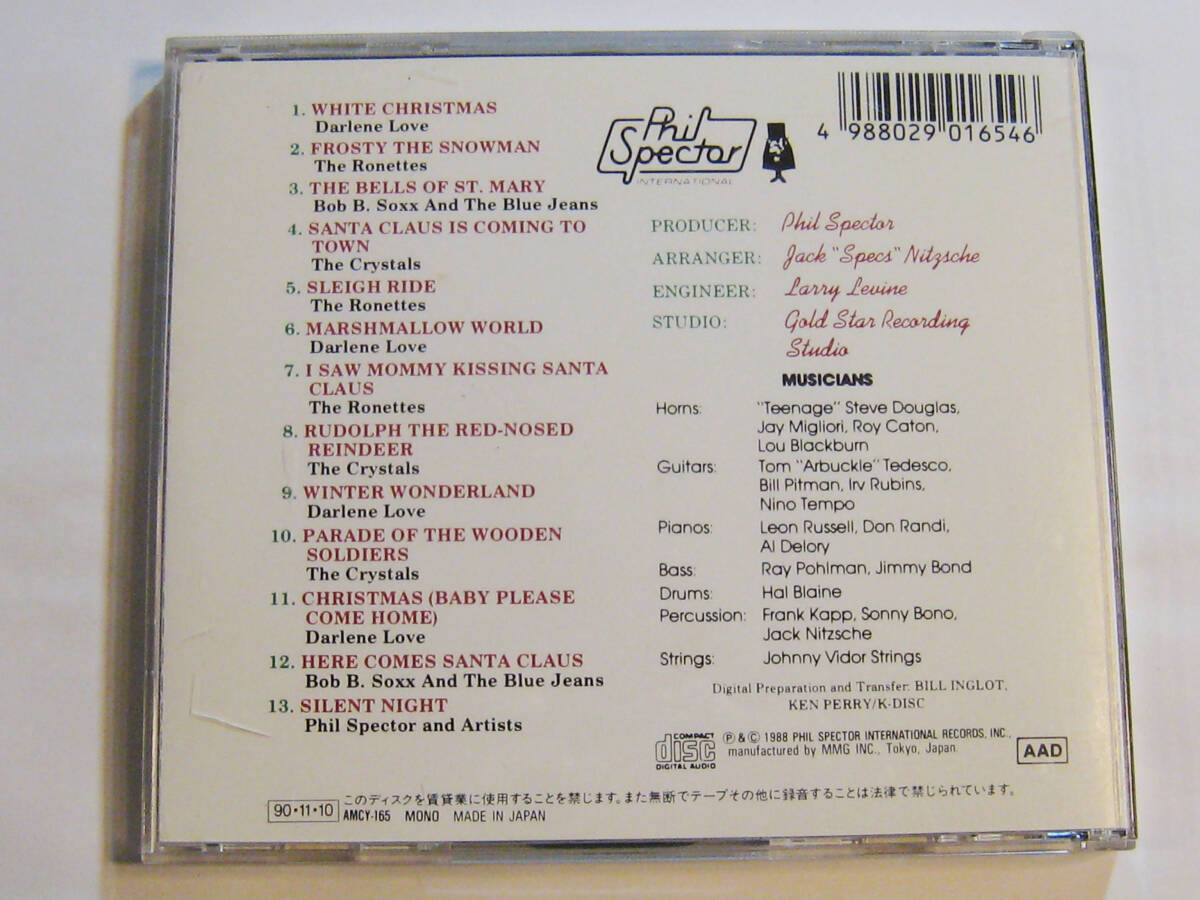 1. WHITE CHRISTMAS
Darlene Love
2. FROSTY THE SNOWMAN
The Ronettes
3. THE BELLS OF ST. MARY
Bob B. Soxx And The Blue Jeans
4. SANTA CLAUS IS COMING TO
TOWN
The Crystals
5. SLEIGH RIDE
The Ronettes
6. MARSHMALLOW WORLD
Darlene Love
7. I SAW MOMMY KISSING SANTA
CLAUS
The Ronettes
8. RUDOLPH THE RED-NOSED
REINDEER
The Crystals
9. WINTER WONDERLAND
Darlene Love
10. PARADE OF THE WOODEN
SOLDIERS
The Crystals
11. CHRISTMAS (BABY PLEASE
COME HOME)
Darlene Love
12. HERE COMES SANTA CLAUS
Bob B. Soxx And The Blue Jeans
13. SILENT NIGHT
Phil Spector and Artists
Phil
Spector
INTERNATIONAL
4 988029 016546
PRODUCER: Phil Spector
ARRANGER: Jack "Specs" Nitzsche
ENGINEER: Larry Levine
STUDIO: Gold Star Recording
Studio
MUSICIANS
Horns: "Teenage" Steve Douglas,
Jay Migliori, Roy Caton,
Lou Blackburn
Guitars: Tom "Arbuckle" Tedesco,
Bill Pitman, Irv Rubins,
Nino Tempo
Pianos: Leon Russell, Don Randi,
Al Delory
Bass: Ray Pohlman, Jimmy Bond
Drums: Hal Blaine
Percussion: Frank Kapp, Sonny Bono,
Jack Nitzsche
Strings: Johnny Vidor Strings
Digital Preparation and Transfer: BILL INGLOT,
KEN PERRY/K-DISC
COMPACT
disc
DIGITAL AUDIO
Ⓟ & © 1988 PHIL SPECTOR INTERNATIONAL RECORDS, INC.,
manufactured by MMG INC., Tokyo, Japan.
AAD
90・11・10
このディスクを賃貸業に使用することを禁じます。また無断でテープその他に録音することは法律で禁じられています。
AMCY-165 MONO MADE IN JAPAN